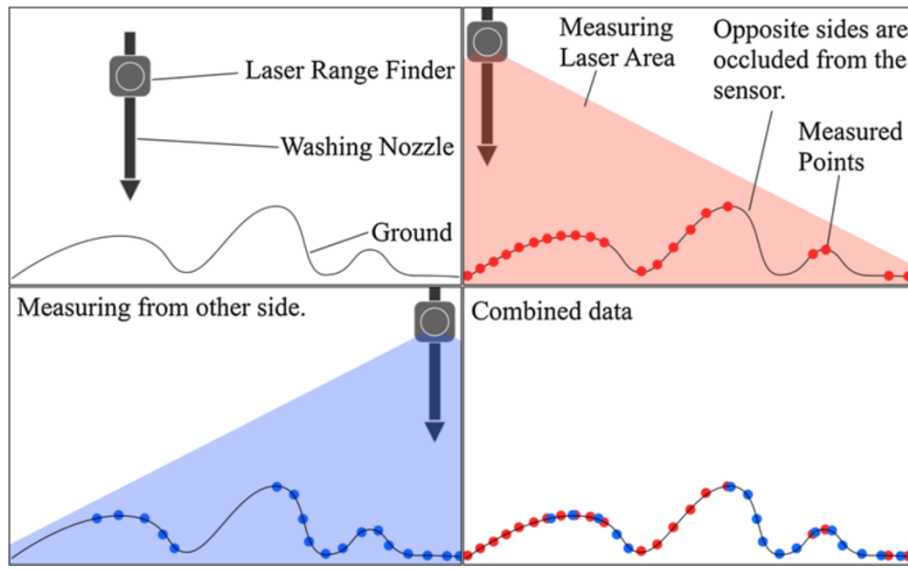 Laser Range Finder
Washing Nozzle
Ground
Measuring
Laser Area
Opposite sides are
occluded from the
sensor.
Measured
Points
Measuring from other side.
Combined data